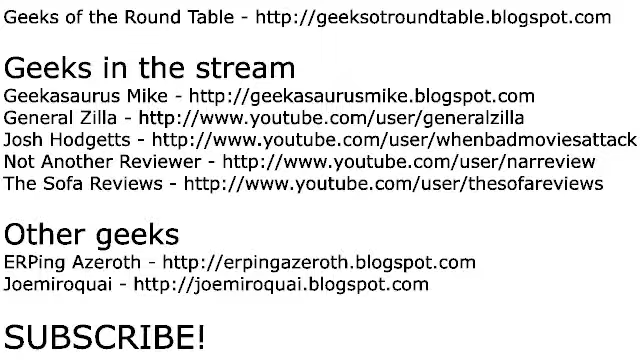 Geeks of the Round Table - http://geeksotroundtable.blogspot.com
Geeks in the stream
Geekasaurus Mike - http://geekasaurusmike.blogspot.com
General Zilla - http://www.youtube.com/user/generalzilla
Josh Hodgetts - http://www.youtube.com/user/whenbadmoviesattack
Not Another Reviewer - http://www.youtube.com/user/narreview
The Sofa Reviews - http://www.youtube.com/user/thesofareviews
Other geeks
ERPing Azeroth - http://erpingazeroth.blogspot.com
Joemiroquai - http://joemiroquai.blogspot.com
SUBSCRIBE!